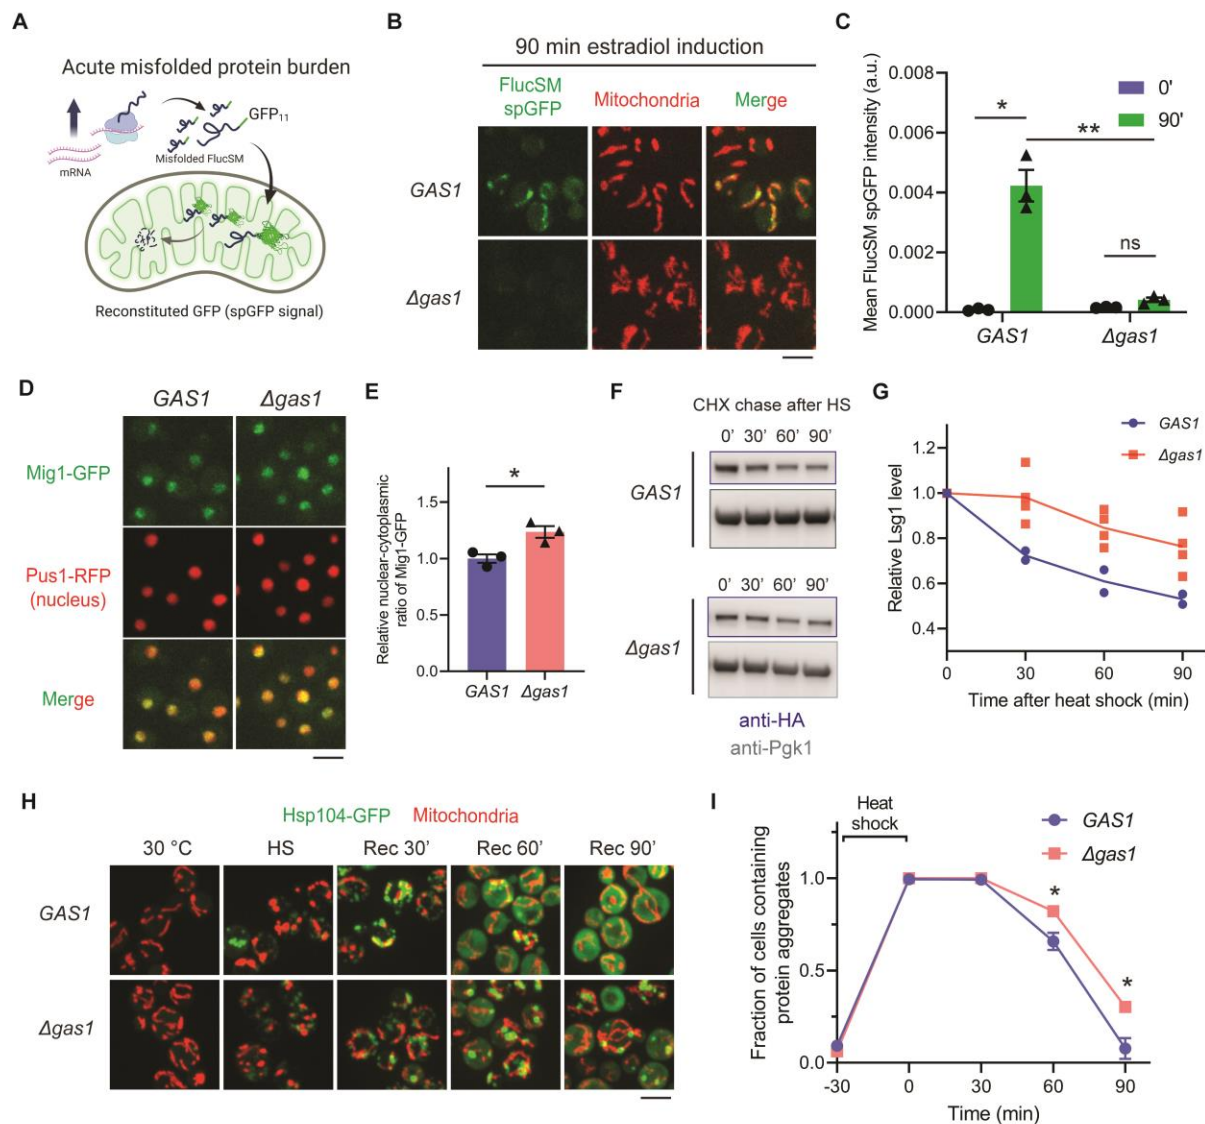 A
Acute misfolded protein burden
mRNA
Misfolded FlucSM
GFP₁₁
Reconstituted GFP (spGFP signal)
B
90 min estradiol induction
FlucSM
spGFP
Mitochondria
Merge
GAS1
Δgas1
C
Mean FlucSM spGFP intensity (a.u.)
0.008
0.006
0.004
0.002
0.000
0'
90'
*
**
ns
GAS1
Δgas1
D
GAS1
Δgas1
Mig1-GFP
Pus1-RFP
(nucleus)
Merge
E
Relative nuclear-cytoplasmic
ratio of Mig1-GFP
1.5
1.0
0.5
0.0
*
GAS1
Δgas1
F
CHX chase after HS
0' 30' 60' 90'
GAS1
0' 30' 60' 90'
Δgas1
anti-HA
anti-Pgk1
G
Relative Lsg1 level
1.2
1.0
0.8
0.6
0.4
0 30 60 90
Time after heat shock (min)
GAS1
Δgas1
H
Hsp104-GFP Mitochondria
30 °C HS Rec 30' Rec 60' Rec 90'
GAS1
Δgas1
I
Heat
shock
GAS1
Δgas1
Fraction of cells containing
protein aggregates
1.0
0.5
0.0
*
*
-30 0 30 60 90
Time (min)